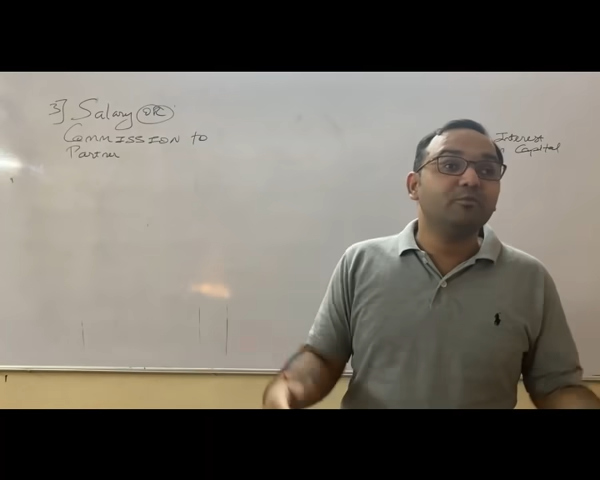 3] Salary OR
Commission to
Partner
Interest
n Capital